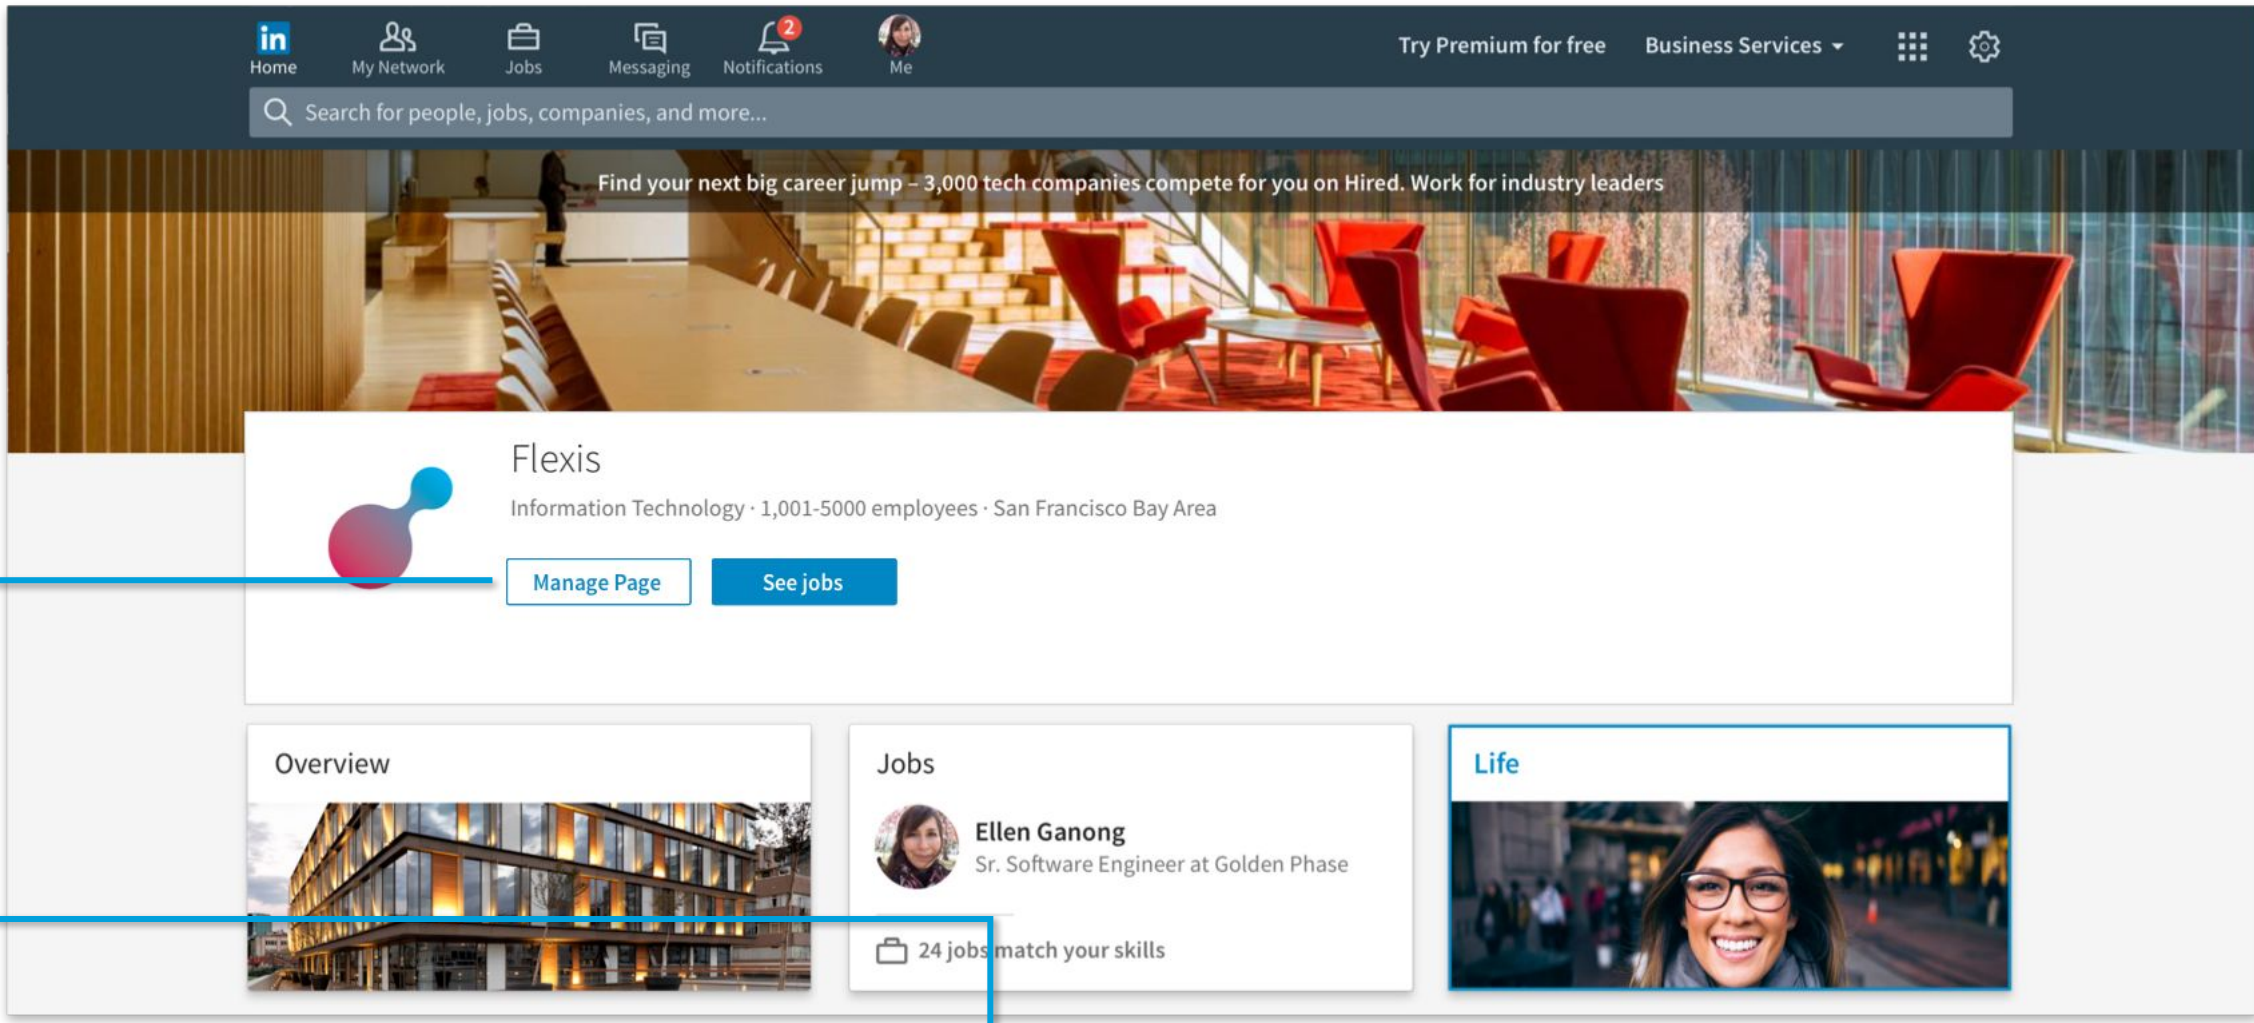 in
2
Home
My Network
Jobs
Messaging
Notifications
Me
Try Premium for free
Business Services
Search for people, jobs, companies, and more...
Find your next big career jump – 3,000 tech companies compete for you on Hired. Work for industry leaders
Flexis
Information Technology · 1,001-5000 employees · San Francisco Bay Area
Manage Page
See jobs
Overview
Jobs
Ellen Ganong
Sr. Software Engineer at Golden Phase
24 jobs match your skills
Life